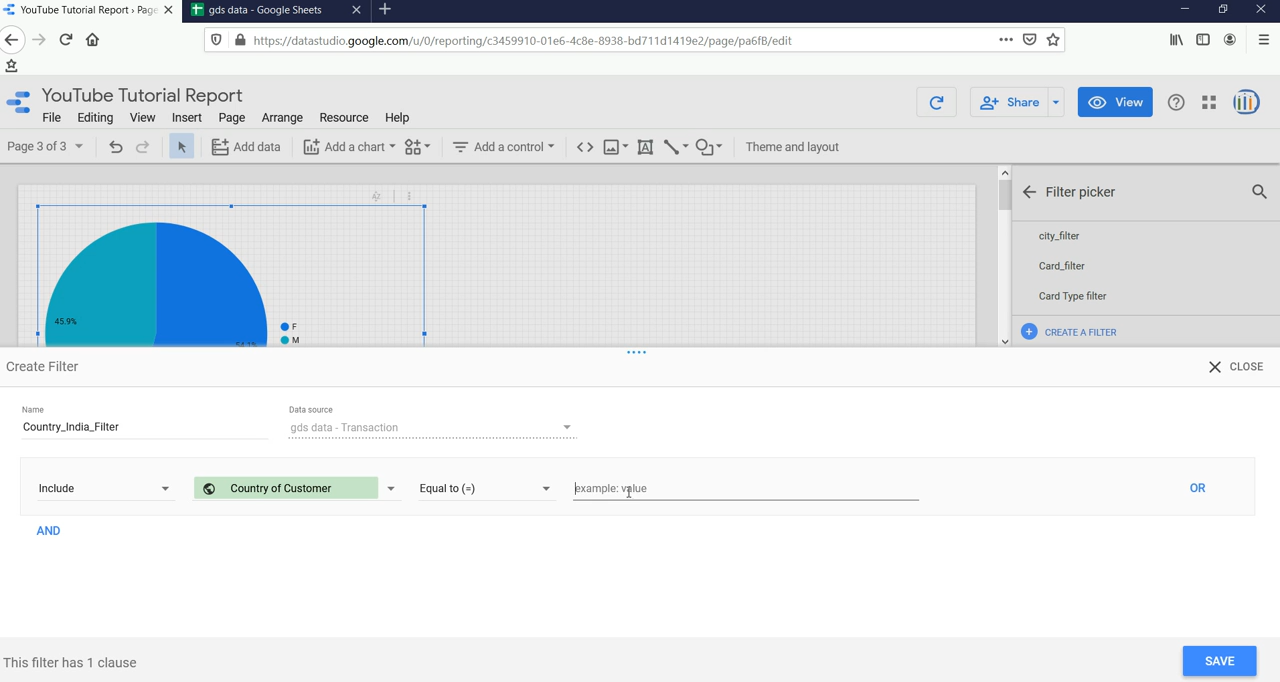 YouTube Tutorial Report › Page
gds data - Google Sheets
https://datastudio.google.com/u/0/reporting/c3459910-01e6-4c8e-8938-bd711d1419e2/page/pa6fB/edit
YouTube Tutorial Report
File Editing View Insert Page Arrange Resource Help
Share
View
Page 3 of 3
Add data
Add a chart
Add a control
Theme and layout
Filter picker
city_filter
Card_filter
Card Type filter
CREATE A FILTER
45.9%
54.1%
F
M
Create Filter
CLOSE
Name
Country_India_Filter
Data source
gds data - Transaction
Include
Country of Customer
Equal to (=)
example: value
OR
AND
This filter has 1 clause
SAVE